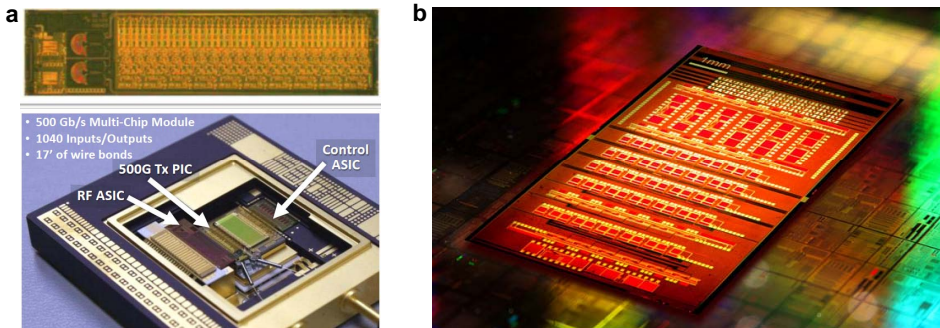 a
• 500 Gb/s Multi-Chip Module
• 1040 Inputs/Outputs
• 17' of wire bonds
500G Tx PIC
Control
ASIC
RF ASIC
b
4mm